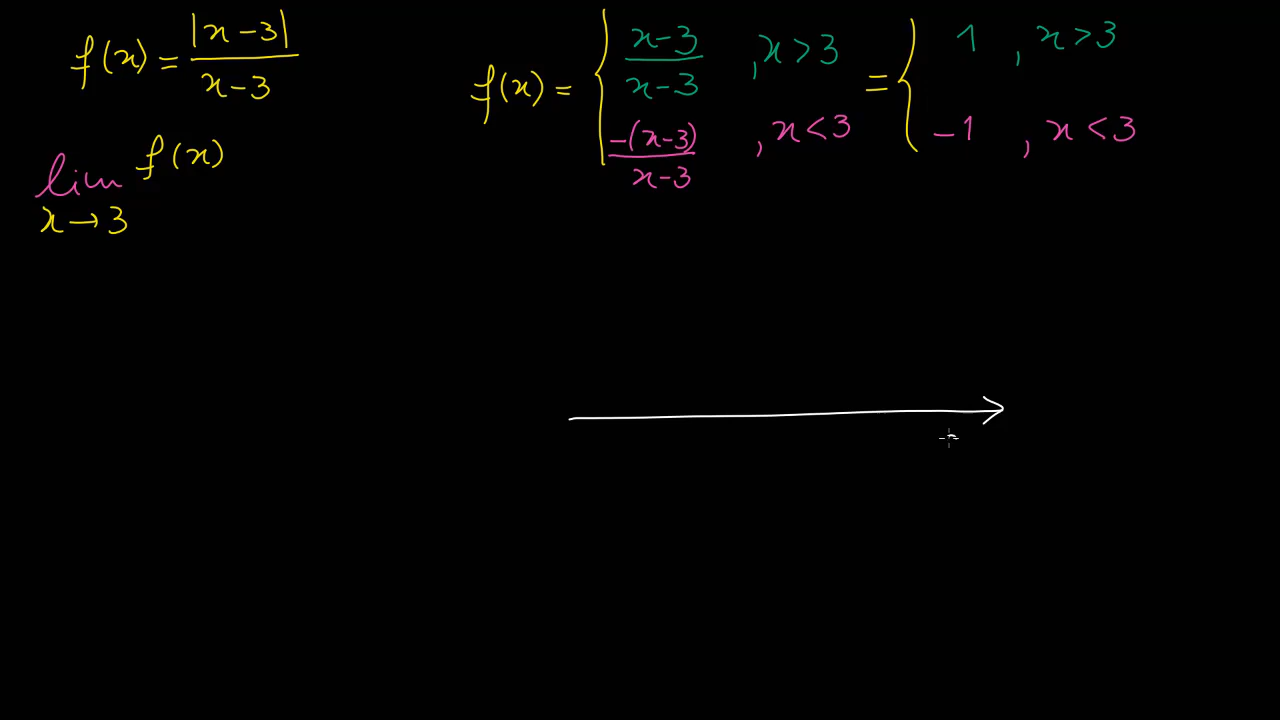 f(x) = |x-3| / x-3
lim f(x)
x→3
f(x) = { x-3 / x-3 , x>3 = { 1 , x>3
-(x-3) / x-3 , x<3 -1 , x<3